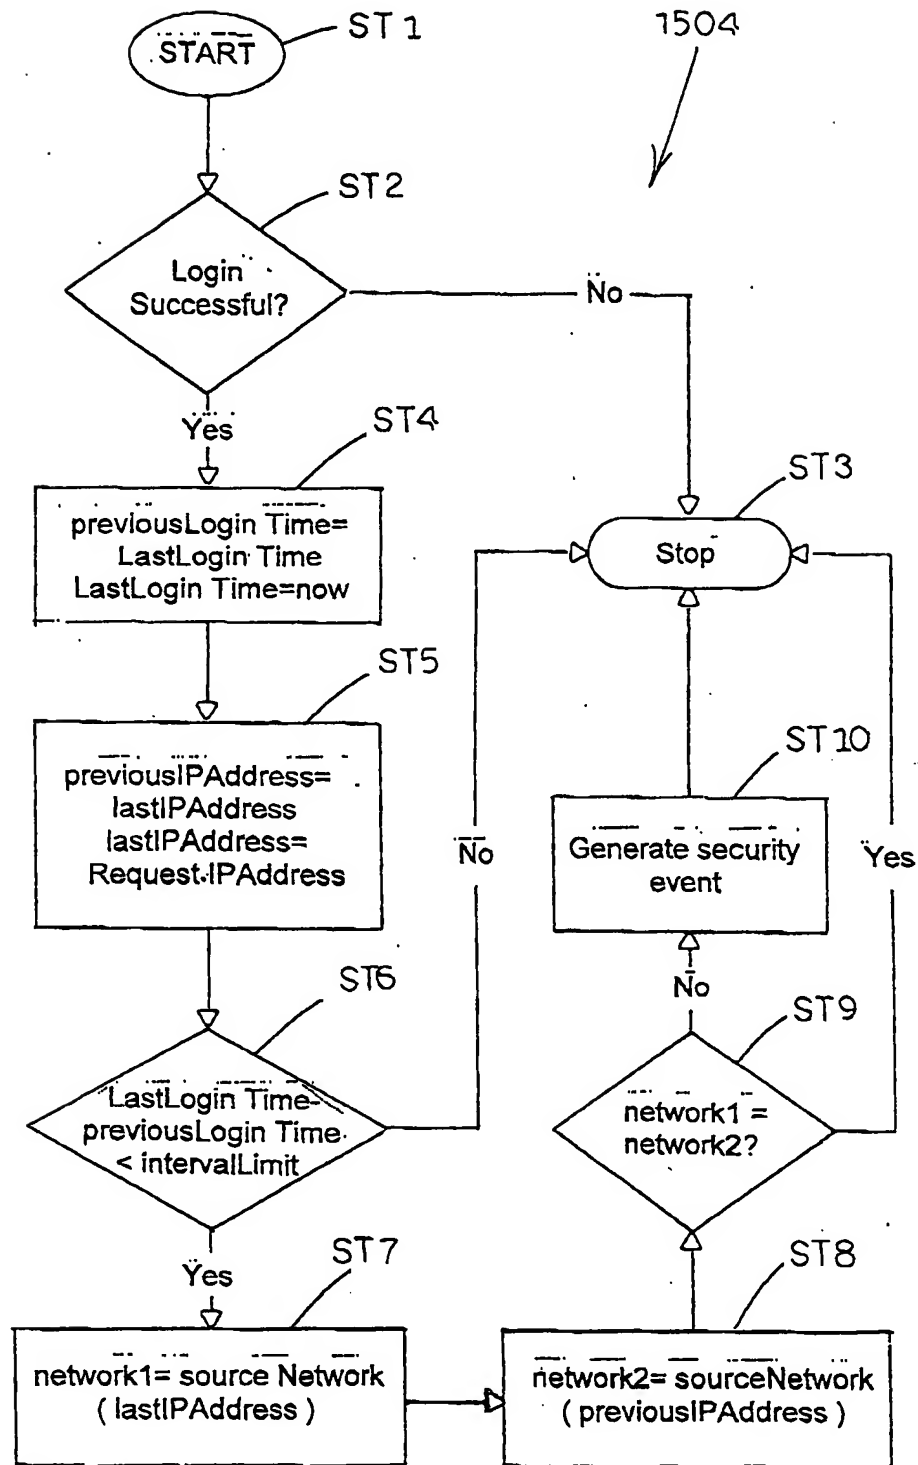 START
ST1
1504
ST2
Login
Successful?
No
Yes
ST4
previousLogin Time=
LastLogin Time
LastLogin Time=now
ST3
Stop
ST5
previousIPAddress=
lastIPAddress
lastIPAddress=
Request.IPAddress
No
ST10
Generate security
event
Yes
No
ST6
LastLogin Time-
previousLogin Time
< intervalLimit
ST9
network1 =
network2?
Yes
ST7
network1= source Network
( lastIPAddress )
ST8
network2= sourceNetwork
( previousIPAddress )